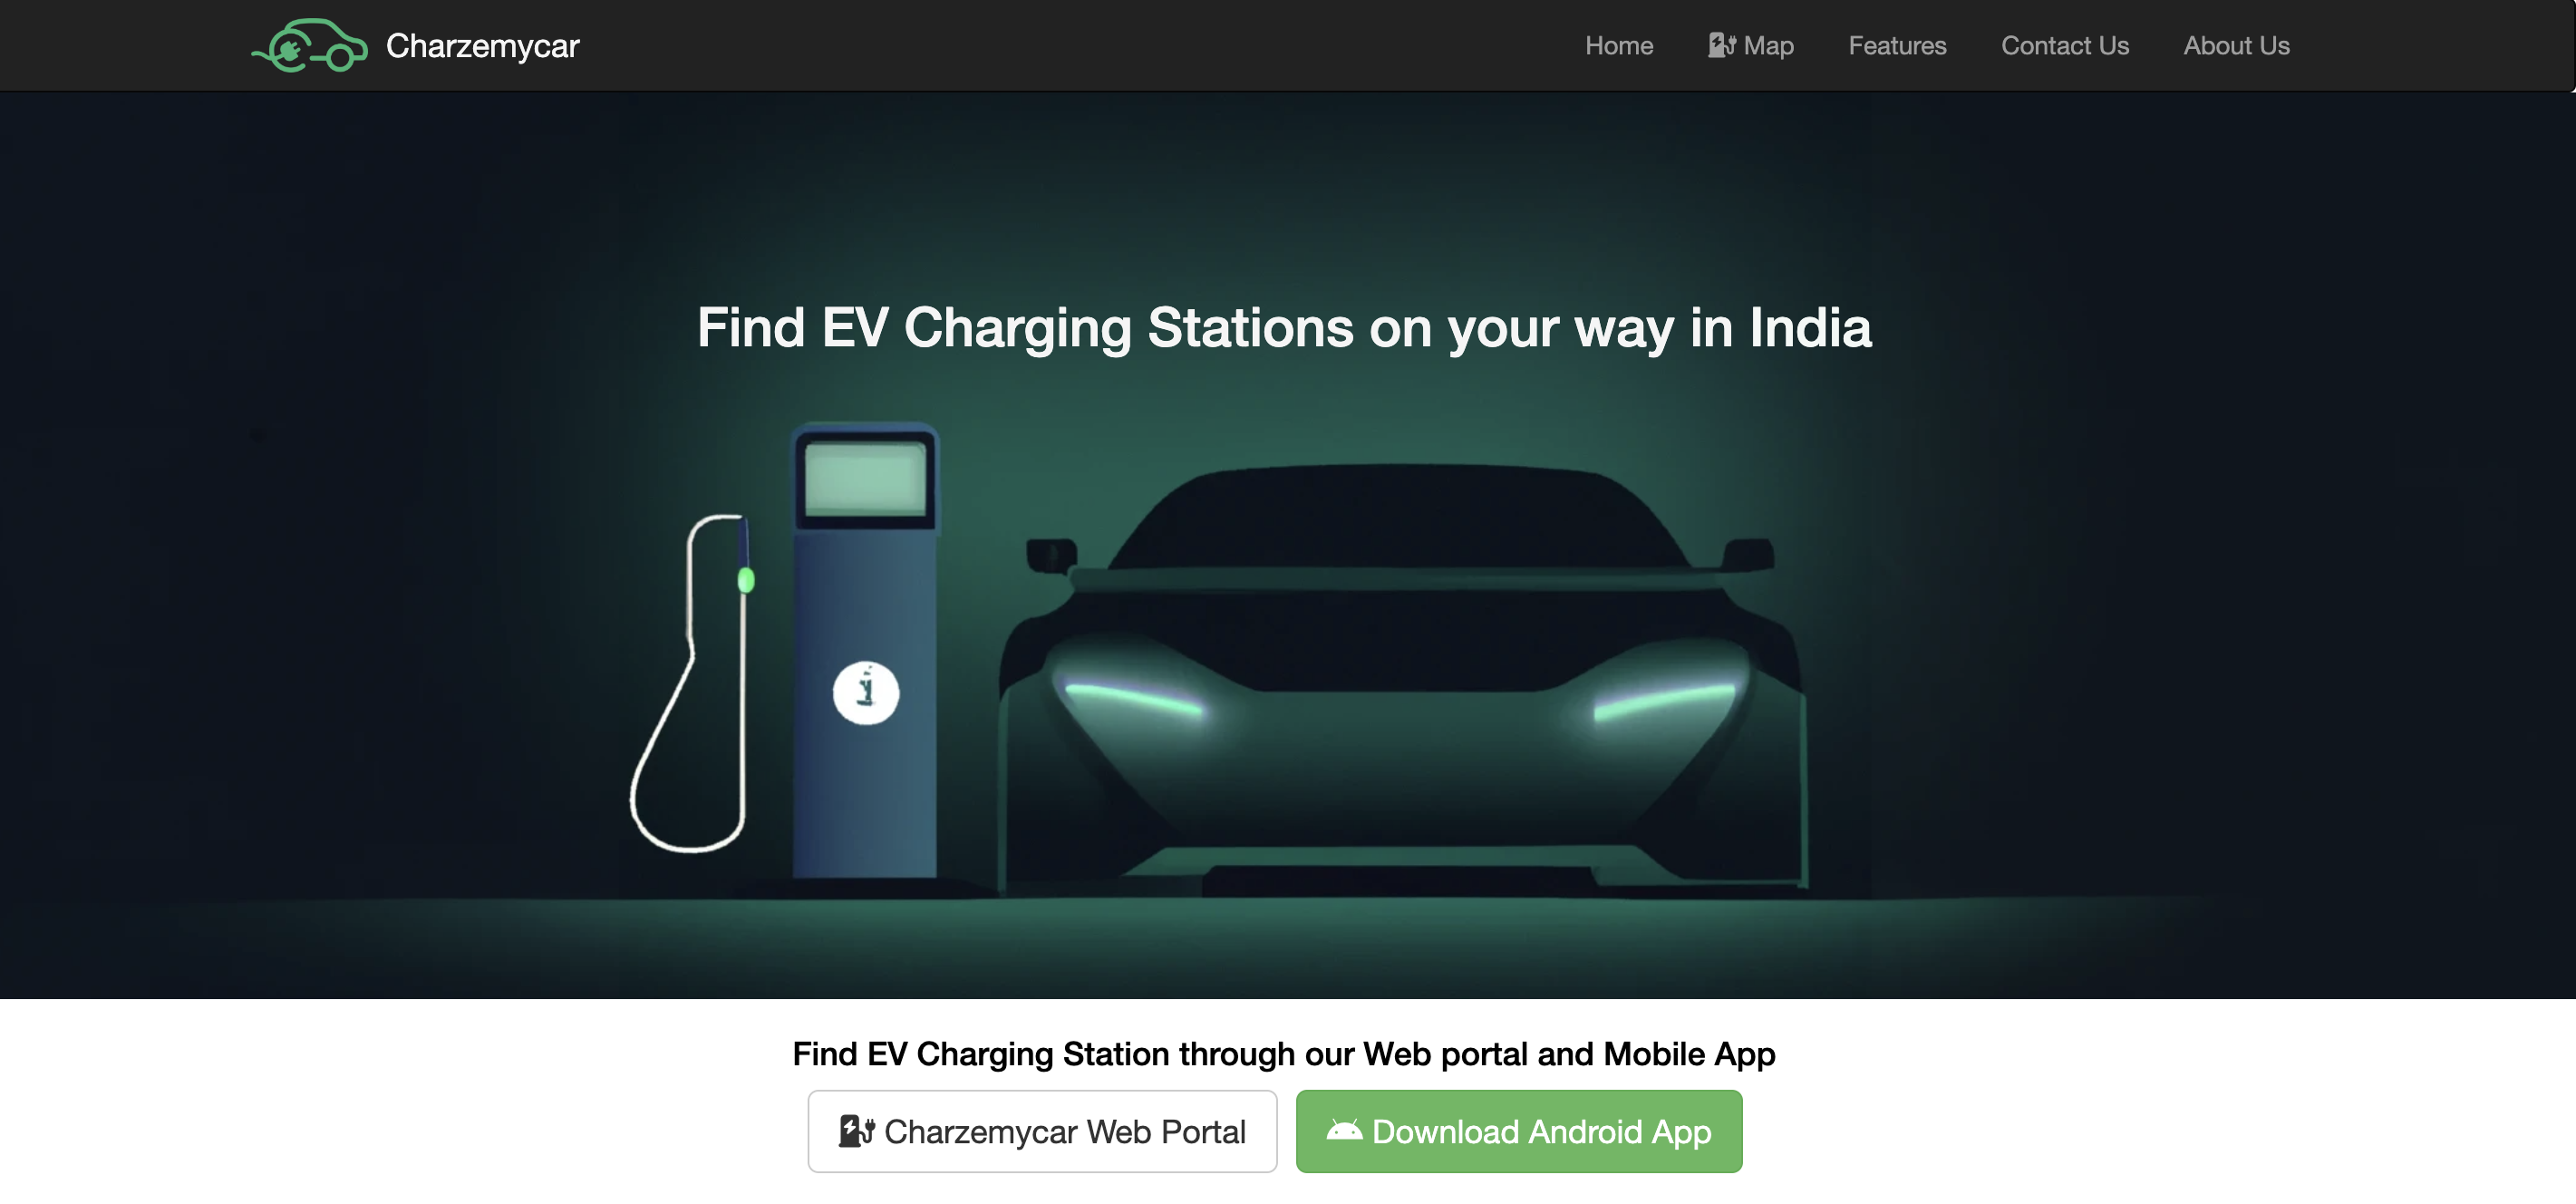 Charzemycar
Home Map Features Contact Us About Us
Find EV Charging Stations on your way in India
i
Find EV Charging Station through our Web portal and Mobile App
Charzemycar Web Portal
Download Android App